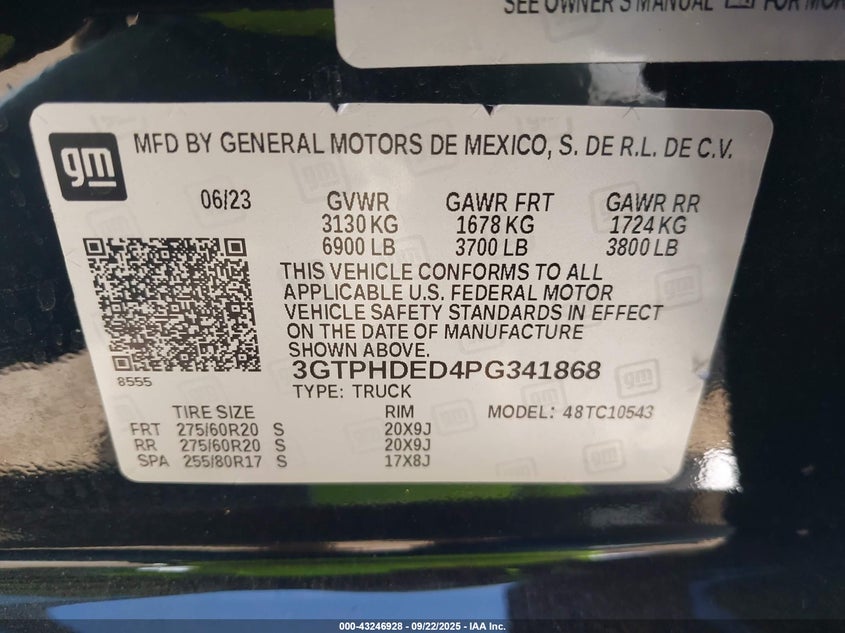 SEE OWNER'S MANUAL FOR MOR
gm
MFD BY GENERAL MOTORS DE MEXICO, S. DE R.L. DE C.V.
06/23 GVWR GAWR FRT GAWR RR
3130 KG 1678 KG 1724 KG
6900 LB 3700 LB 3800 LB
THIS VEHICLE CONFORMS TO ALL
APPLICABLE U.S. FEDERAL MOTOR
VEHICLE SAFETY STANDARDS IN EFFECT
ON THE DATE OF MANUFACTURE
SHOWN ABOVE.
8555
3GTPHDED4PG341868
TYPE: TRUCK
TIRE SIZE RIM MODEL: 48TC10543
FRT 275/60R20 S 20X9J
RR 275/60R20 S 20X9J
SPA 255/80R17 S 17X8J
000-43246928 - 09/22/2025 - IAA Inc.